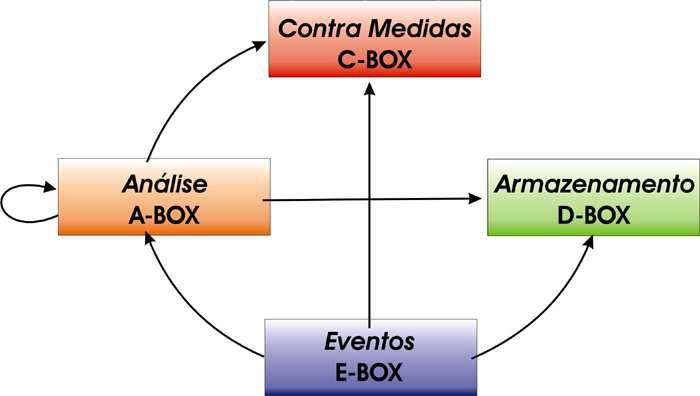 Contra Medidas
C-BOX
Análise
A-BOX
Armazenamento
D-BOX
Eventos
E-BOX